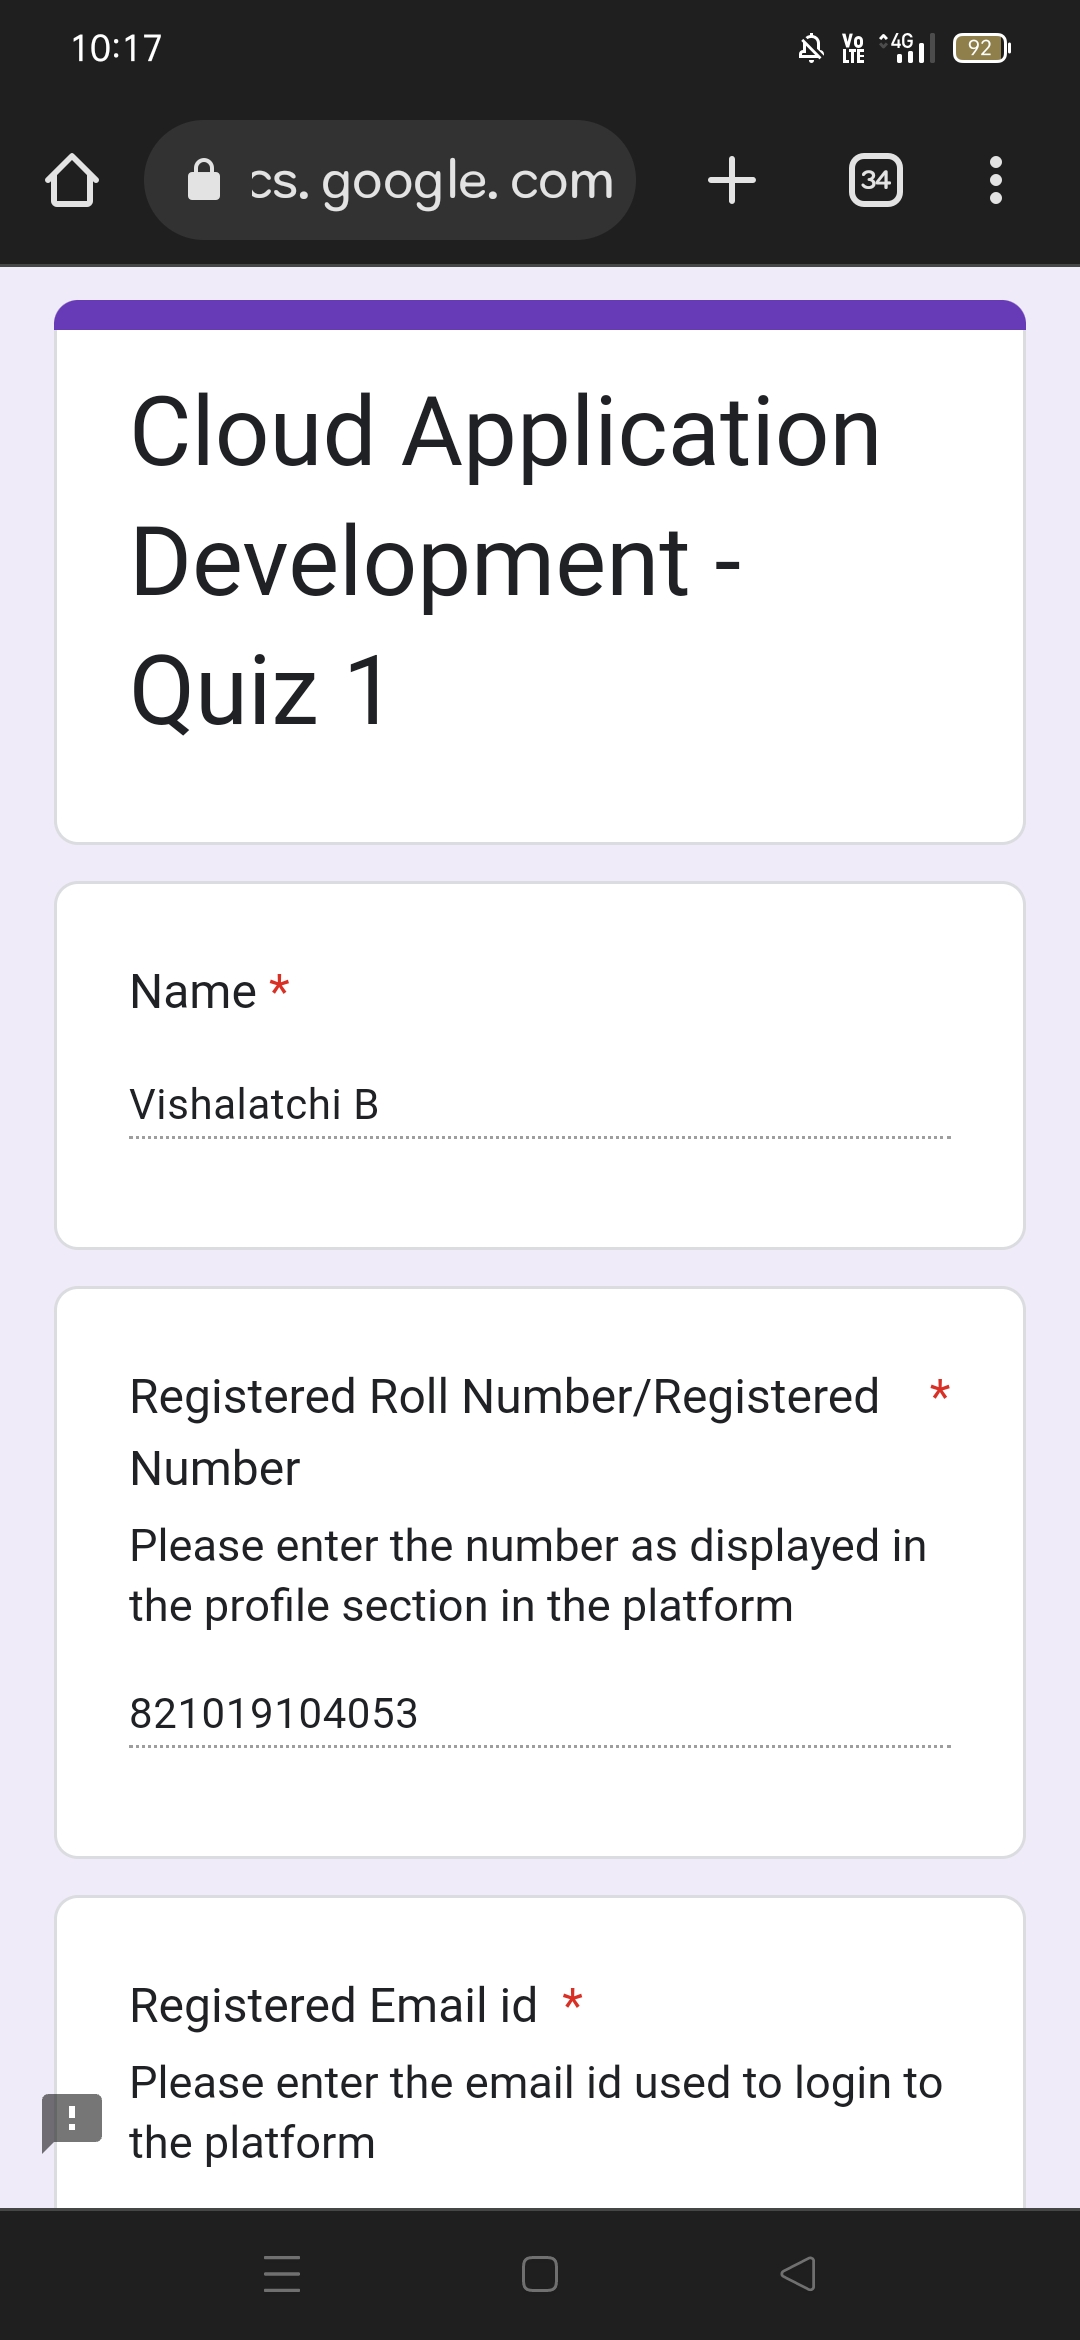 10:17
Vo LTE 4G 92
cs.google.com
34
Cloud Application
Development -
Quiz 1
Name *
Vishalatchi B
Registered Roll Number/Registered *
Number
Please enter the number as displayed in
the profile section in the platform
821019104053
Registered Email id *
Please enter the email id used to login to
the platform